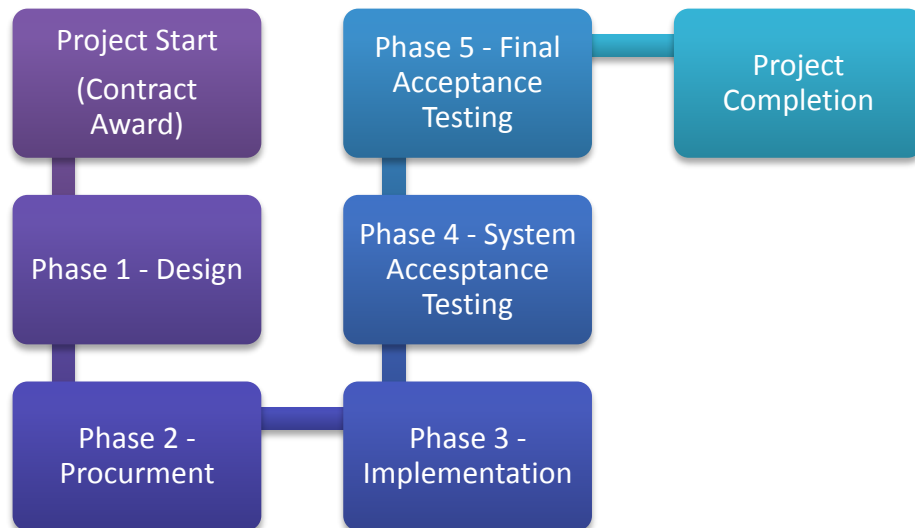 Project Start
(Contract
Award)
Phase 1 - Design
Phase 2 -
Procurment
Phase 3 -
Implementation
Phase 4 - System
Accesptance
Testing
Phase 5 - Final
Acceptance
Testing
Project
Completion